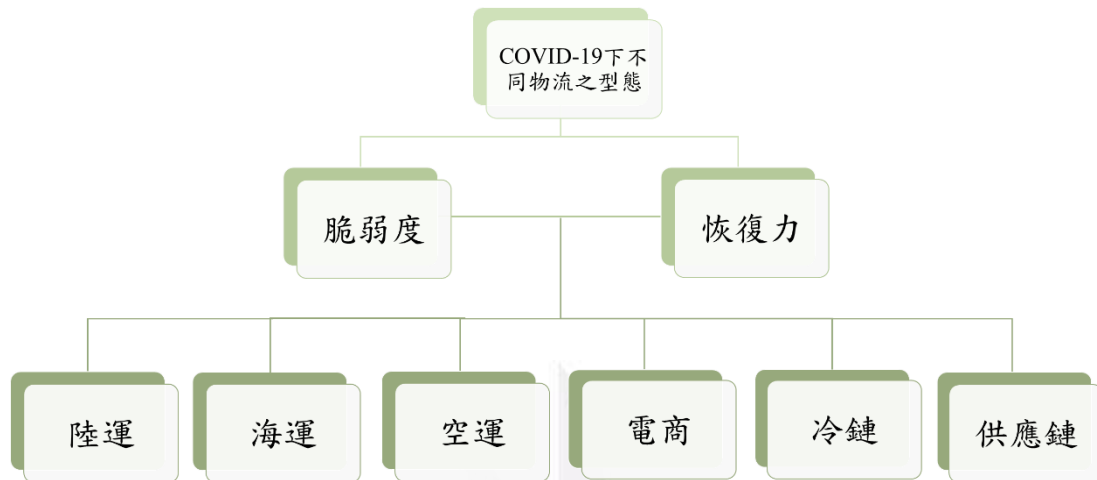 COVID-19下不
同物流之型態
脆弱度
恢復力
陸運
海運
空運
電商
冷鏈
供應鏈